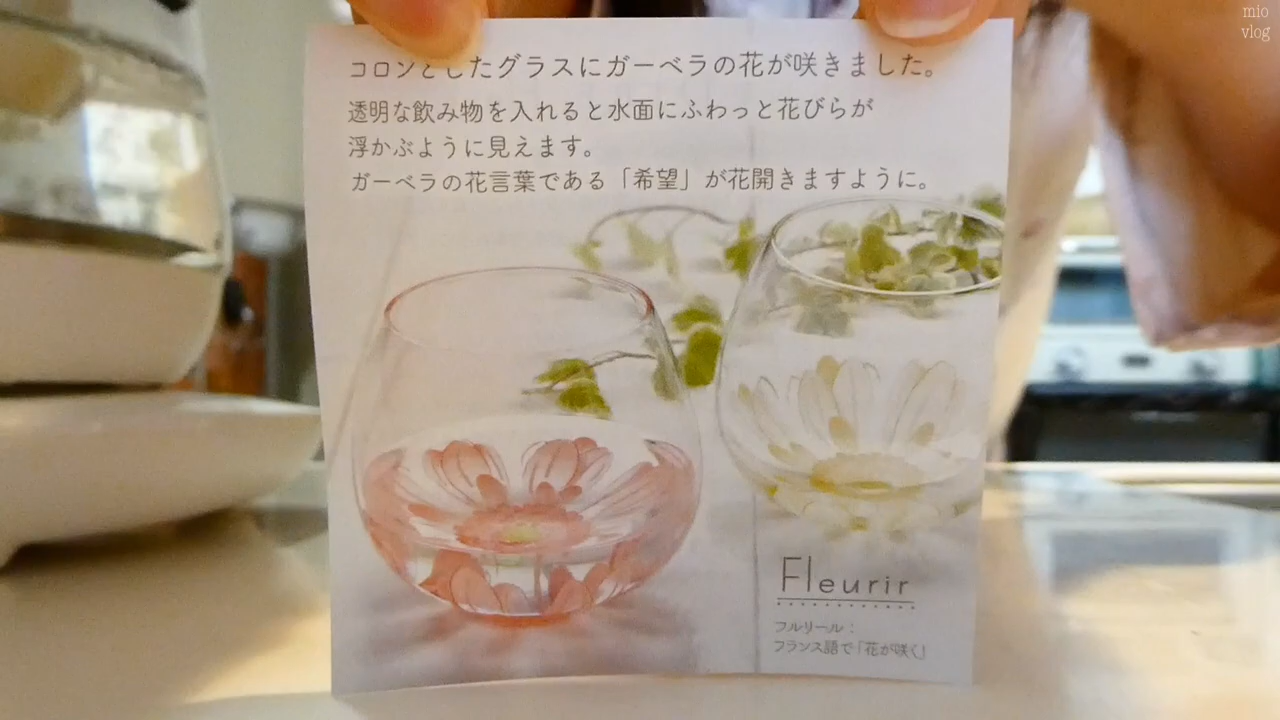 mio
vlog
コロンとしたグラスにガーベラの花が咲きました。
透明な飲み物を入れると水面にふわっと花びらが
浮かぶように見えます。
ガーベラの花言葉である「希望」が花開きますように。
Fleurir
フルリール：
フランス語で「花が咲く」